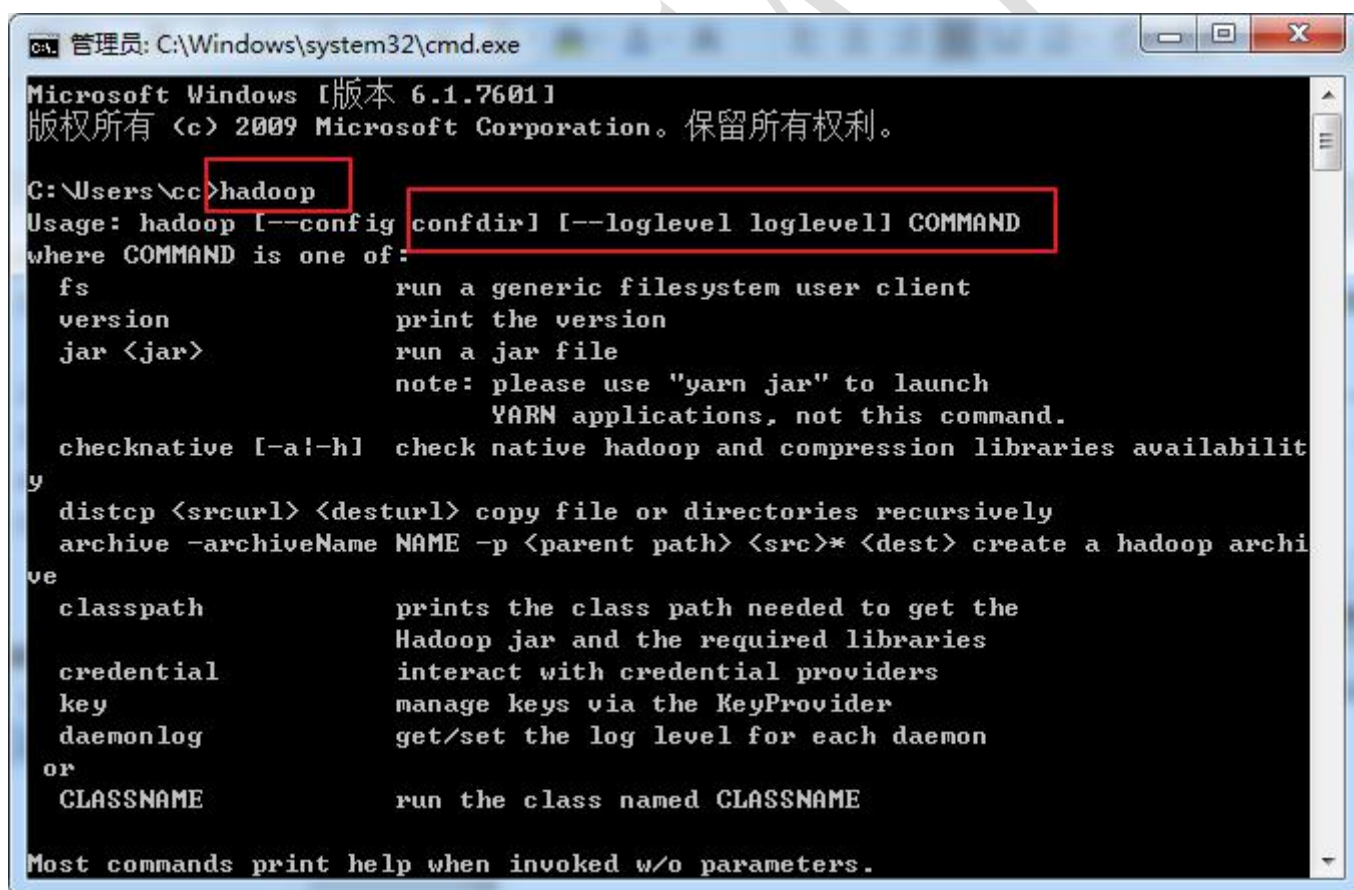 管理员: C:\Windows\system32\cmd.exe
Microsoft Windows [版本 6.1.7601]
版权所有 (c) 2009 Microsoft Corporation。保留所有权利。
C:\Users\cc>hadoop
Usage: hadoop [--config confdir] [--loglevel loglevel] COMMAND
where COMMAND is one of:
  fs                   run a generic filesystem user client
  version              print the version
  jar <jar>            run a jar file
                       note: please use "yarn jar" to launch
                             YARN applications, not this command.
  checknative [-a|-h]  check native hadoop and compression libraries availabilit
y
  distcp <srcurl> <desturl> copy file or directories recursively
  archive -archiveName NAME -p <parent path> <src>* <dest> create a hadoop archi
ve
  classpath            prints the class path needed to get the
                       Hadoop jar and the required libraries
  credential           interact with credential providers
  key                  manage keys via the KeyProvider
  daemonlog            get/set the log level for each daemon
 or
  CLASSNAME            run the class named CLASSNAME
Most commands print help when invoked w/o parameters.